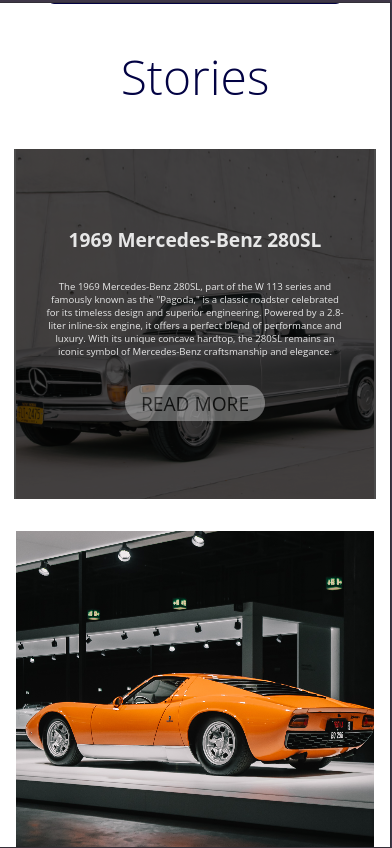 Stories
1969 Mercedes-Benz 280SL
The 1969 Mercedes-Benz 280SL, part of the W 113 series and
famously known as the "Pagoda," is a classic roadster celebrated
for its timeless design and superior engineering. Powered by a 2.8-
liter inline-six engine, it offers a perfect blend of performance and
luxury. With its unique concave hardtop, the 280SL remains an
iconic symbol of Mercedes-Benz craftsmanship and elegance.
READ MORE